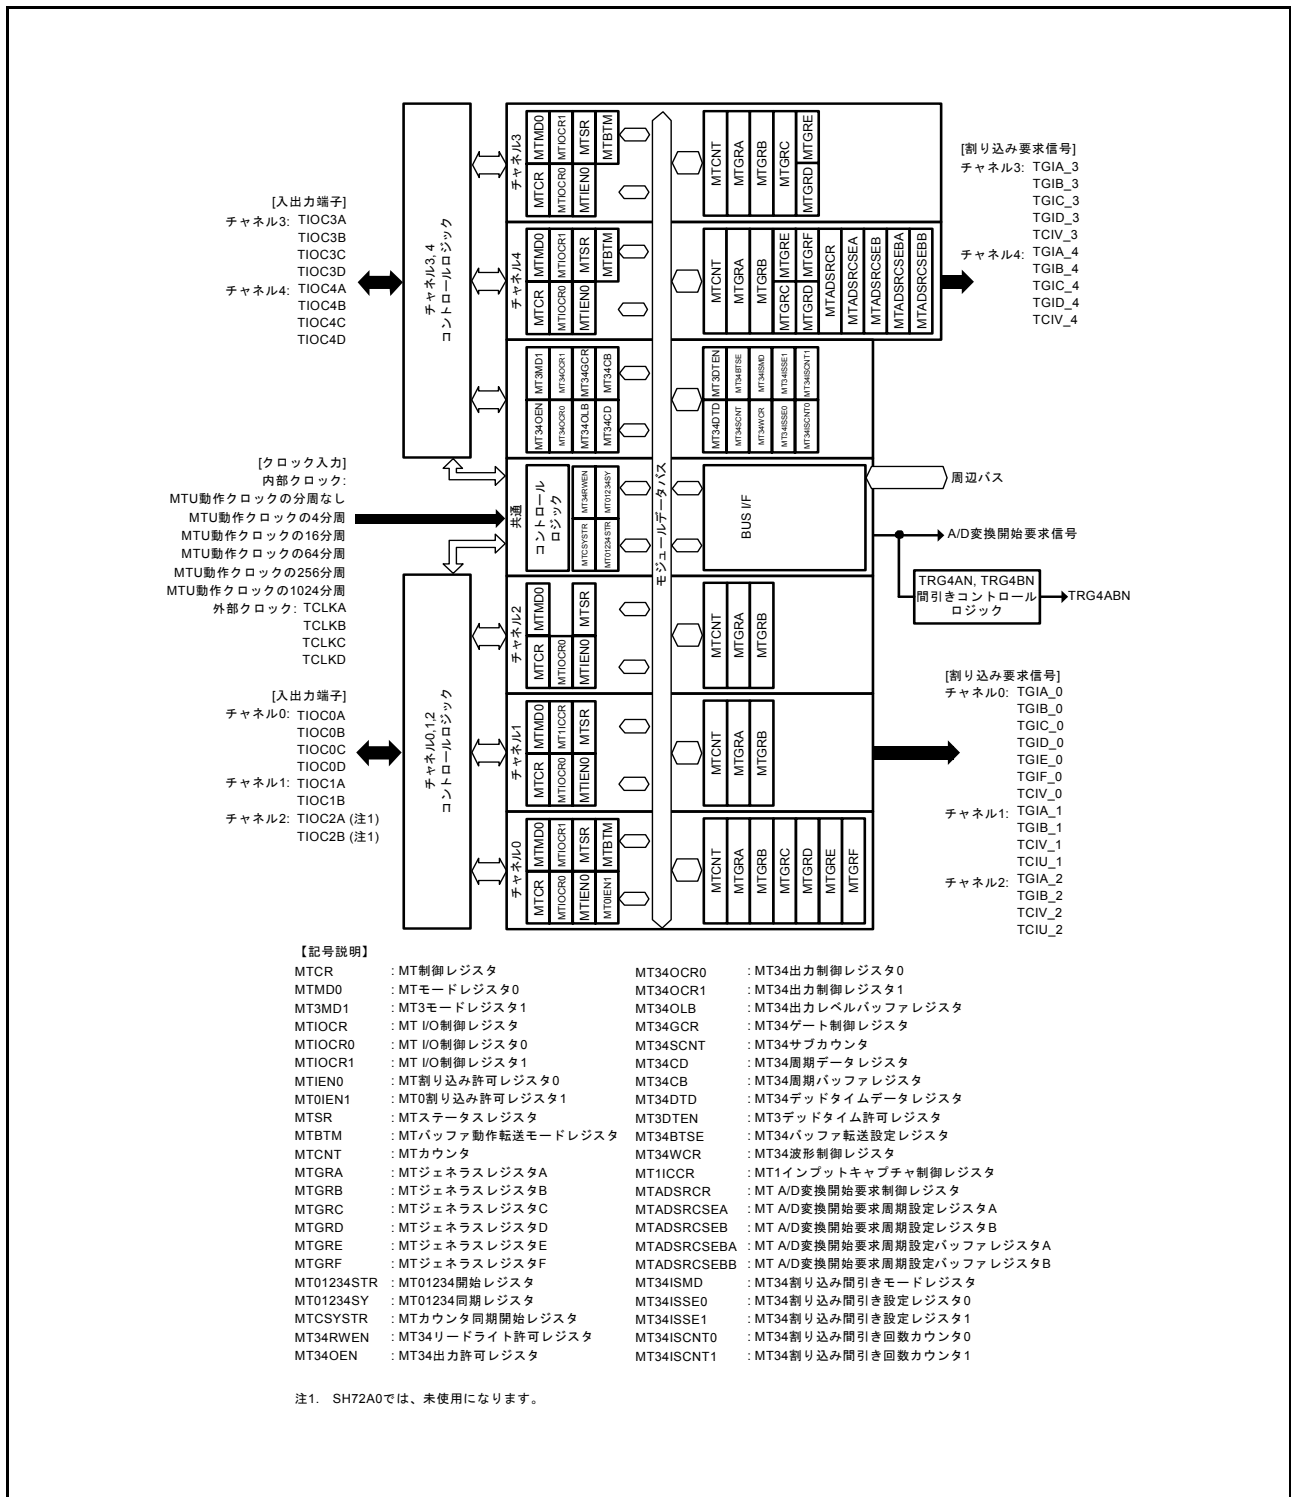 [入出力端子]
チャネル3: TIOC3A
TIOC3B
TIOC3C
TIOC3D
チャネル4: TIOC4A
TIOC4B
TIOC4C
TIOC4D
[クロック入力]
内部クロック:
MTU動作クロックの分周なし
MTU動作クロックの4分周
MTU動作クロックの16分周
MTU動作クロックの64分周
MTU動作クロックの256分周
MTU動作クロックの1024分周
外部クロック: TCLKA
TCLKB
TCLKC
TCLKD
[入出力端子]
チャネル0: TIOC0A
TIOC0B
TIOC0C
TIOC0D
チャネル1: TIOC1A
TIOC1B
チャネル2: TIOC2A (注1)
TIOC2B (注1)
チャネル3, 4
コントロールロジック
チャネル0,1,2
コントロールロジック
チャネル3
MTCR
MTMD0
MTIOCR0
MTIOCR1
MTIEN0
MTSR
MTBTM
MTCNT
MTGRA
MTGRB
MTGRC
MTGRD
MTGRE
チャネル4
MTCR
MTMD0
MTIOCR0
MTIOCR1
MTIEN0
MTSR
MTBTM
MTCNT
MTGRA
MTGRB
MTGRC
MTGRE
MTGRD
MTGRF
MTADSRCR
MTADSRCSEA
MTADSRCSEB
MTADSRCSEBA
MTADSRCSEBB
MT34OEN
MT3MD1
MT34OCR0
MT34OCR1
MT34OLB
MT34GCR
MT34CD
MT34CB
MT34DTD
MT3DTEN
MT34SCNT
MT34BTSE
MT34WCR
MT34ISMD
MT34ISSE0
MT34ISSE1
MT34ISCNT0
MT34ISCNT1
共通
コントロール
ロジック
MTCSYSTR
MT34RWEN
MT01234STR
MT01234SY
モジュールデータバス
BUS I/F
チャネル2
MTCR
MTMD0
MTIOCR0
MTIEN0
MTSR
MTCNT
MTGRA
MTGRB
チャネル1
MTCR
MTMD0
MTIOCR0
MT1ICCR
MTIEN0
MTSR
MTCNT
MTGRA
MTGRB
チャネル0
MTCR
MTMD0
MTIOCR0
MTIOCR1
MTIEN0
MTSR
MT0IEN1
MTBTM
MTCNT
MTGRA
MTGRB
MTGRC
MTGRD
MTGRE
MTGRF
[割り込み要求信号]
チャネル3: TGIA_3
TGIB_3
TGIC_3
TGID_3
TCIV_3
チャネル4: TGIA_4
TGIB_4
TGIC_4
TGID_4
TCIV_4
周辺バス
A/D変換開始要求信号
TRG4AN, TRG4BN
間引きコントロール
ロジック
TRG4ABN
[割り込み要求信号]
チャネル0: TGIA_0
TGIB_0
TGIC_0
TGID_0
TGIE_0
TGIF_0
TCIV_0
チャネル1: TGIA_1
TGIB_1
TCIV_1
TCIU_1
チャネル2: TGIA_2
TGIB_2
TCIV_2
TCIU_2
【記号説明】
MTCR : MT制御レジスタ
MTMD0 : MTモードレジスタ0
MT3MD1 : MT3モードレジスタ1
MTIOCR : MT I/O制御レジスタ
MTIOCR0 : MT I/O制御レジスタ0
MTIOCR1 : MT I/O制御レジスタ1
MTIEN0 : MT割り込み許可レジスタ0
MT0IEN1 : MT0割り込み許可レジスタ1
MTSR : MTステータスレジスタ
MTBTM : MTバッファ動作転送モードレジスタ
MTCNT : MTカウンタ
MTGRA : MTジェネラスレジスタA
MTGRB : MTジェネラスレジスタB
MTGRC : MTジェネラスレジスタC
MTGRD : MTジェネラスレジスタD
MTGRE : MTジェネラスレジスタE
MTGRF : MTジェネラスレジスタF
MT01234STR : MT01234開始レジスタ
MT01234SY : MT01234同期レジスタ
MTCSYSTR : MTカウンタ同期開始レジスタ
MT34RWEN : MT34リードライト許可レジスタ
MT34OEN : MT34出力許可レジスタ
MT34OCR0 : MT34出力制御レジスタ0
MT34OCR1 : MT34出力制御レジスタ1
MT34OLB : MT34出力レベルバッファレジスタ
MT34GCR : MT34ゲート制御レジスタ
MT34SCNT : MT34サブカウンタ
MT34CD : MT34周期データレジスタ
MT34CB : MT34周期バッファレジスタ
MT34DTD : MT34デッドタイムデータレジスタ
MT3DTEN : MT3デッドタイム許可レジスタ
MT34BTSE : MT34バッファ転送設定レジスタ
MT34WCR : MT34波形制御レジスタ
MT1ICCR : MT1インプットキャプチャ制御レジスタ
MTADSRCR : MT A/D変換開始要求制御レジスタ
MTADSRCSEA : MT A/D変換開始要求周期設定レジスタA
MTADSRCSEB : MT A/D変換開始要求周期設定レジスタB
MTADSRCSEBA : MT A/D変換開始要求周期設定バッファレジスタA
MTADSRCSEBB : MT A/D変換開始要求周期設定バッファレジスタB
MT34ISMD : MT34割り込み間引きモードレジスタ
MT34ISSE0 : MT34割り込み間引き設定レジスタ0
MT34ISSE1 : MT34割り込み間引き設定レジスタ1
MT34ISCNT0 : MT34割り込み間引き回数カウンタ0
MT34ISCNT1 : MT34割り込み間引き回数カウンタ1
注1. SH72A0では、未使用になります。